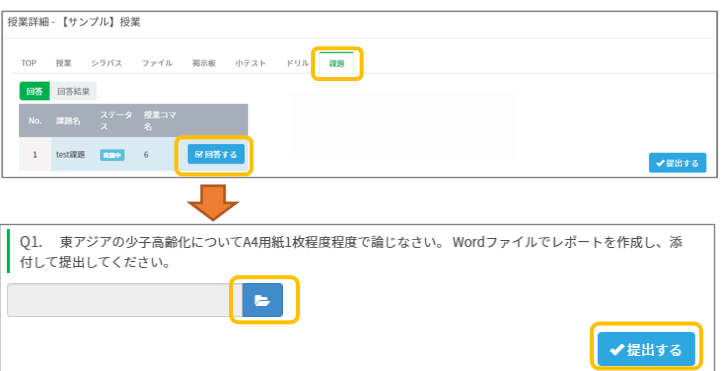 授業詳細 - 【サンプル】授業
TOP 授業 シラバス ファイル 掲示板 小テスト ドリル 課題
回答 回答結果
No. 課題名 ステータス 授業コマ名
1 test課題 実施中 6 回答する
提出する
Q1. 東アジアの少子高齢化についてA4用紙1枚程度程度で論じなさい。 Wordファイルでレポートを作成し、添
付して提出してください。
提出する